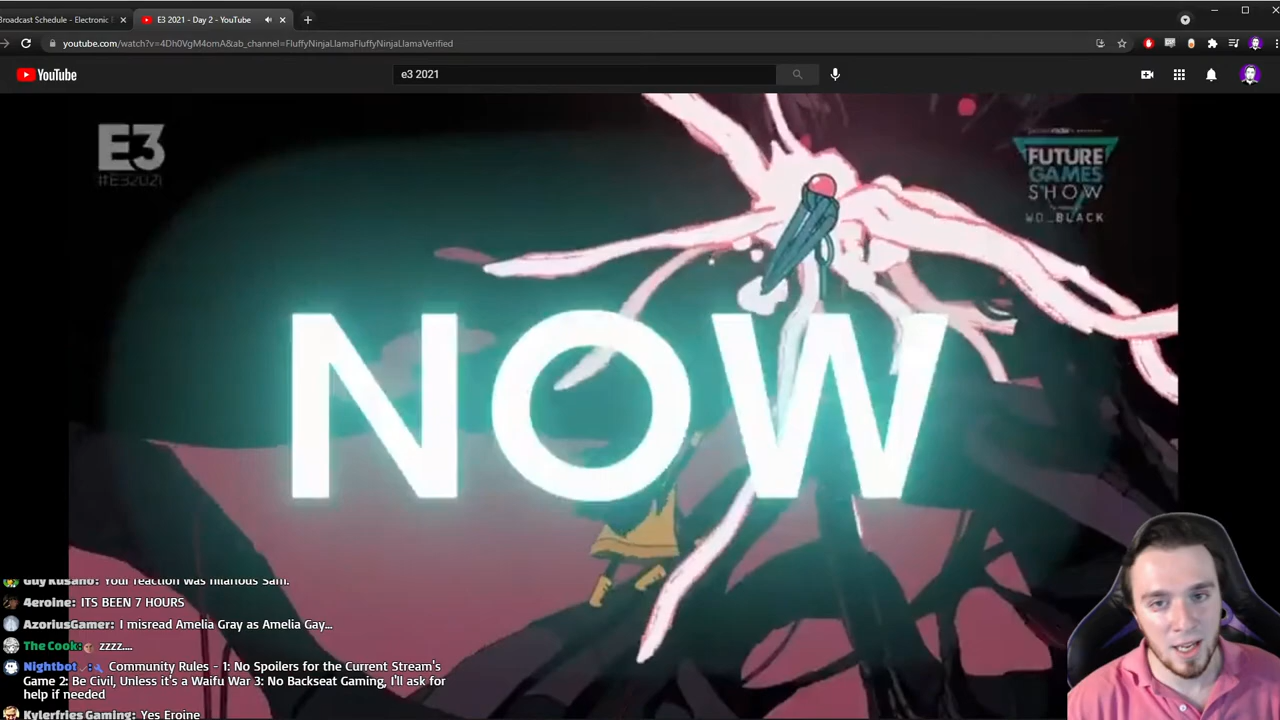 Broadcast Schedule - Electronic E
E3 2021 - Day 2 - YouTube
youtube.com/watch?v=4Dh0VgM4omA&ab_channel=FluffyNinjaLlamaFluffyNinjaLlamaVerified
YouTube
e3 2021
E3
#E32021
FUTURE
GAMES
SHOW
WD_BLACK
NOW
Guy Kusano: Your reaction was hilarious Sam.
4eroine: ITS BEEN 7 HOURS
AzoriusGamer: I misread Amelia Gray as Amelia Gay...
The Cook: zzzz....
Nightbot : Community Rules - 1: No Spoilers for the Current Stream's
Game 2: Be Civil, Unless it's a Waifu War 3: No Backseat Gaming, I'll ask for
help if needed
Kylerfries Gaming: Yes Eroine